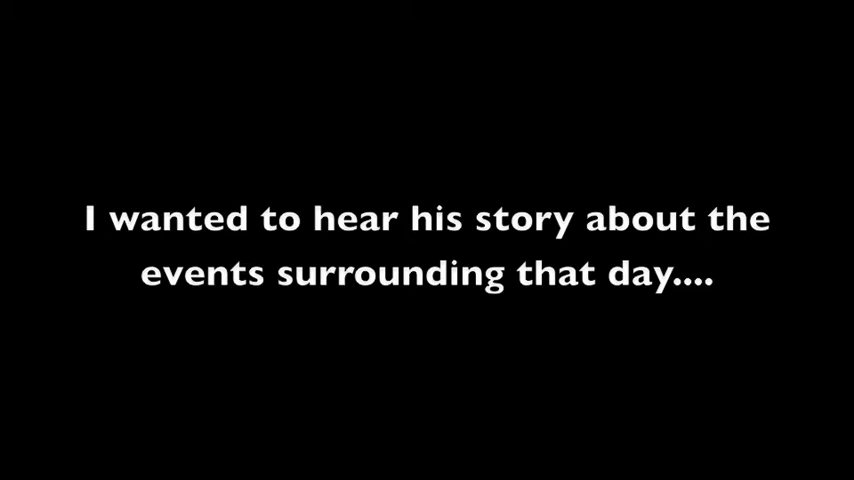 I wanted to hear his story about the
events surrounding that day....